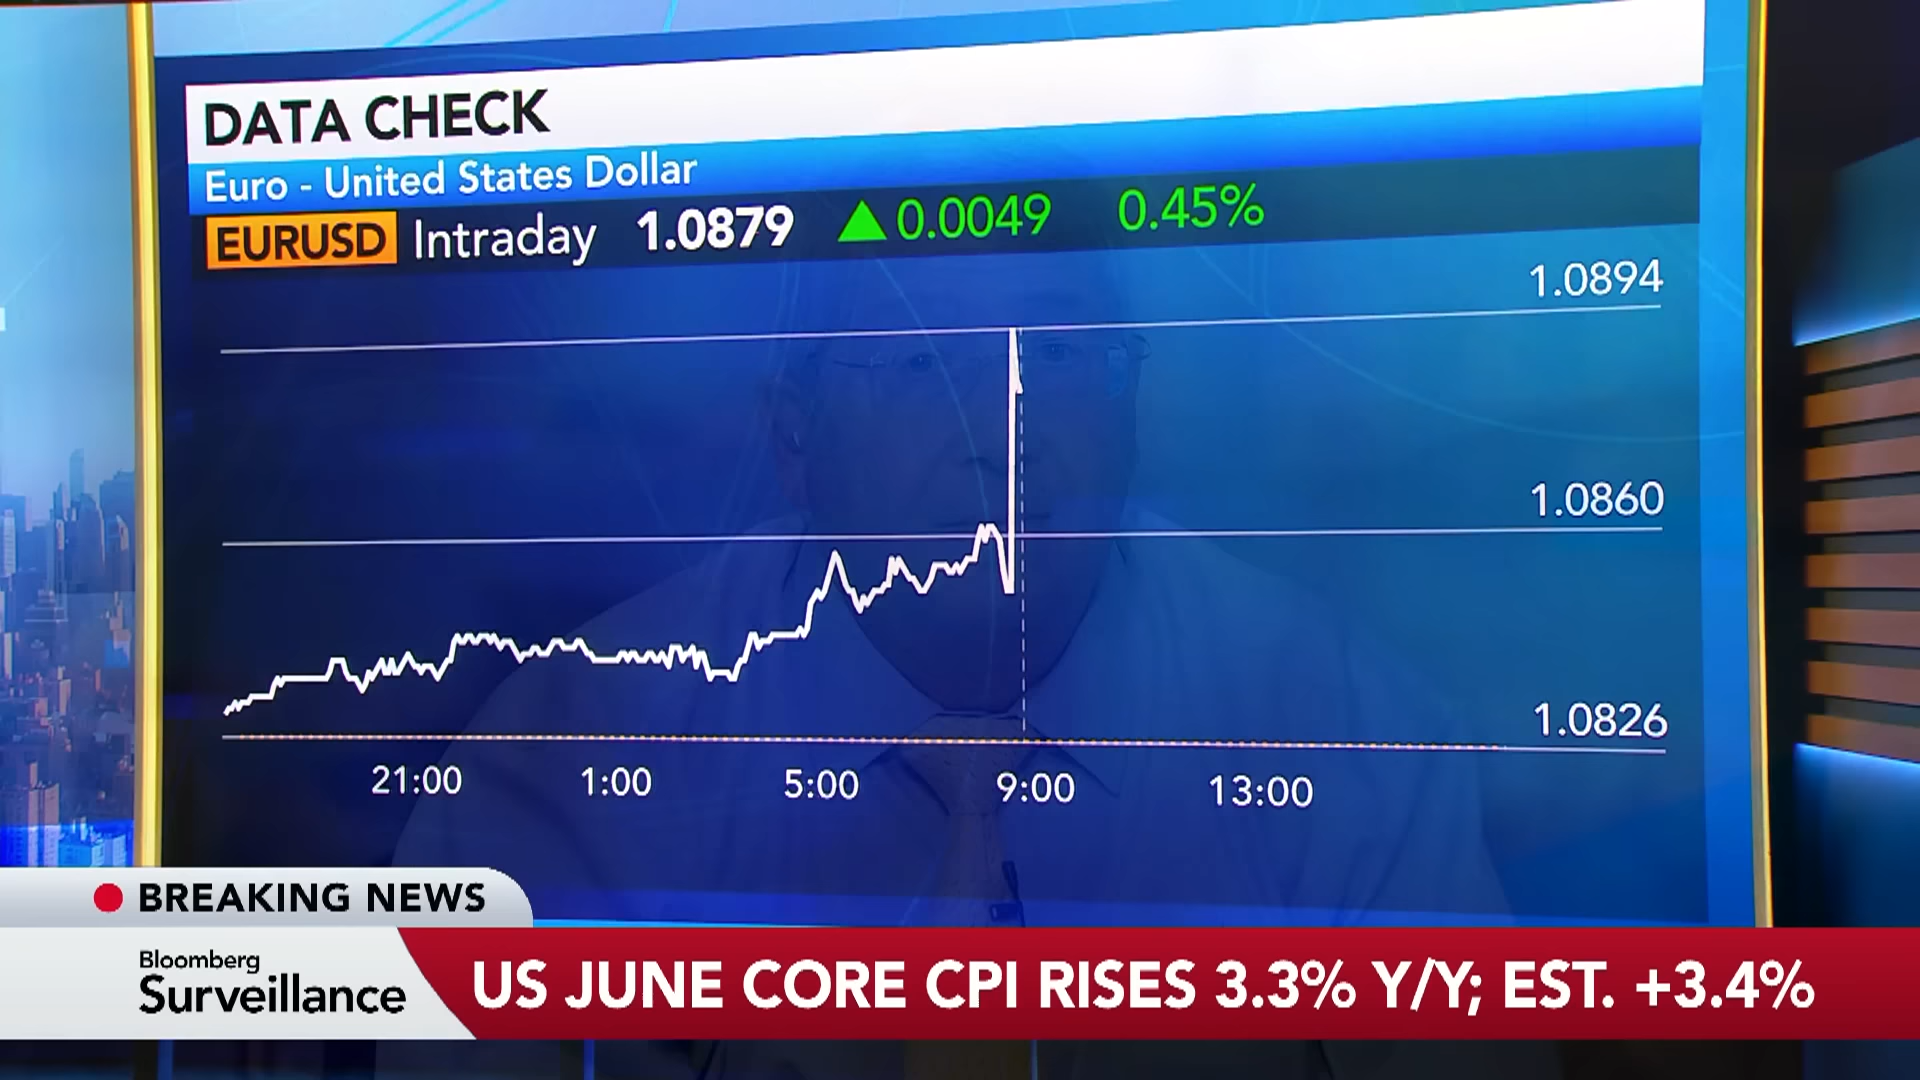 DATA CHECK
Euro - United States Dollar
EURUSD Intraday 1.0879 ▲ 0.0049 0.45%
1.0894
1.0860
1.0826
21:00 1:00 5:00 9:00 13:00
BREAKING NEWS
Bloomberg
Surveillance
US JUNE CORE CPI RISES 3.3% Y/Y; EST. +3.4%